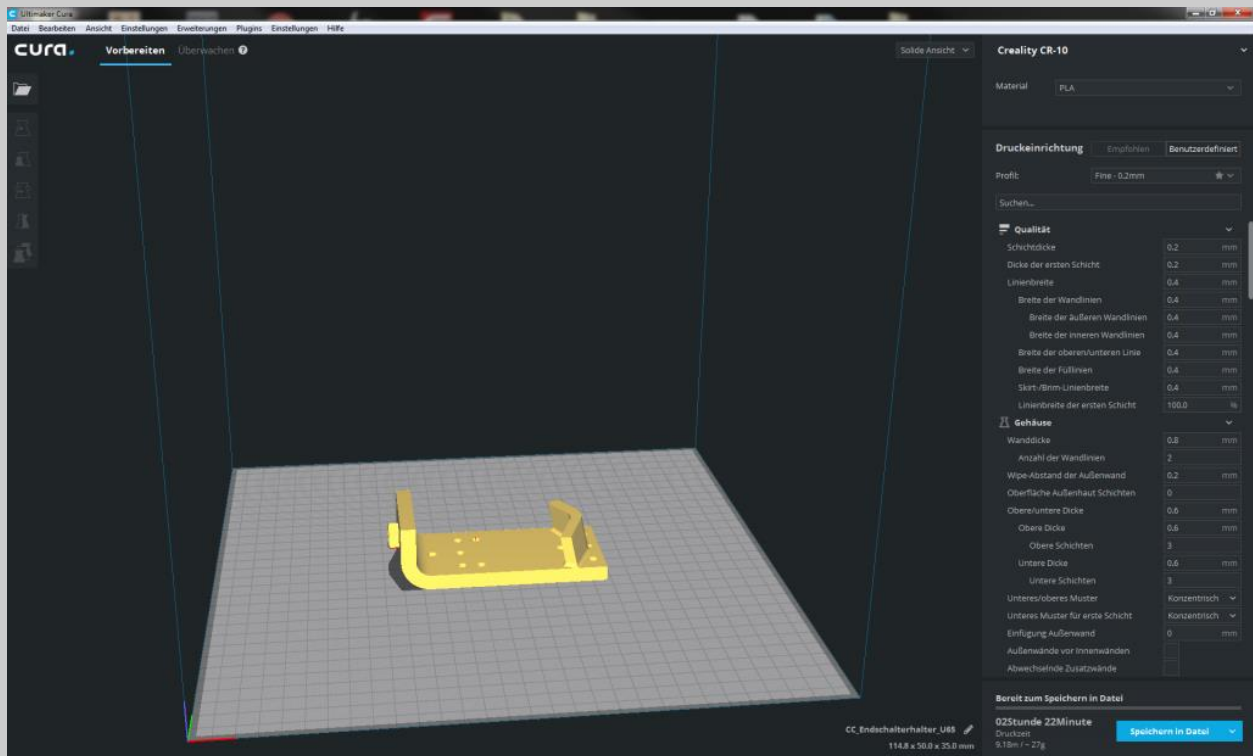 Ultimaker Cura
Datei Bearbeiten Ansicht Einstellungen Erweiterungen Plugins Einstellungen Hilfe
cura.
Vorbereiten Überwachen
Solide Ansicht
Creality CR-10
Material PLA
Druckeinrichtung Empfohlen Benutzerdefiniert
Profil: Fine - 0.2mm
Suchen...
Qualität
Schichtdicke 0.2 mm
Dicke der ersten Schicht 0.2 mm
Linienbreite 0.4 mm
Breite der Wandlinien 0.4 mm
Breite der äußeren Wandlinien 0.4 mm
Breite der inneren Wandlinien 0.4 mm
Breite der oberen/unteren Linie 0.4 mm
Breite der Fülllinien 0.4 mm
Skirt-/Brim-Linienbreite 0.4 mm
Linienbreite der ersten Schicht 100.0 %
Gehäuse
Wanddicke 0.8 mm
Anzahl der Wandlinien 2
Wipe-Abstand der Außenwand 0.2 mm
Oberfläche Außenhaut Schichten 0
Obere/untere Dicke 0.6 mm
Obere Dicke 0.6 mm
Obere Schichten 3
Untere Dicke 0.6 mm
Untere Schichten 3
Unteres/oberes Muster Konzentrisch
Unteres Muster für erste Schicht Konzentrisch
Einfügung Außenwand 0 mm
Außenwände vor Innenwänden
Abwechselnde Zusatzwände
Bereit zum Speichern in Datei
02Stunde 22Minute
Druckzeit
9.18m / ~ 27g
Speichern in Datei
CC_Endschalterhalter_U68
114.8 x 50.0 x 35.0 mm